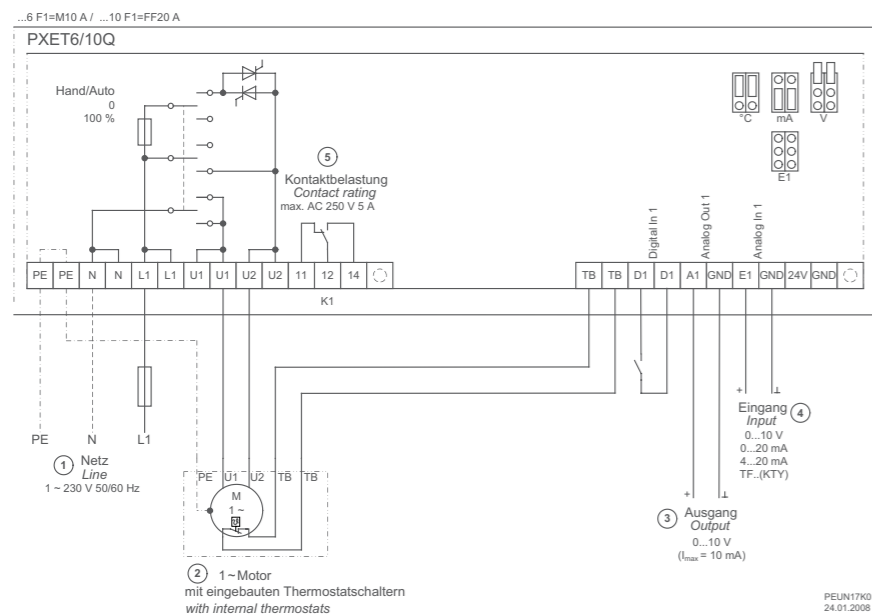 ...6 F1=M10 A / ...10 F1=FF20 A
PXET6/10Q
Hand/Auto
0
100 %
°C
mA
V
E1
5
Kontaktbelastung
Contact rating
max. AC 250 V 5 A
Digital In 1
Analog Out 1
Analog In 1
PE PE N N L1 L1 U1 U1 U2 U2 11 12 14
TB TB D1 D1 A1 GND E1 GND 24V GND
K1
PE N L1
1 Netz
Line
1 ~ 230 V 50/60 Hz
+ ⊥
Eingang 4
Input
0...10 V
0...20 mA
4...20 mA
TF..(KTY)
PE U1 U2 TB TB
M
1 ~
+ ⊥
3 Ausgang
Output
0...10 V
(Imax = 10 mA)
2 1~Motor
mit eingebauten Thermostatschaltern
with internal thermostats
PEUN17K0
24.01.2008